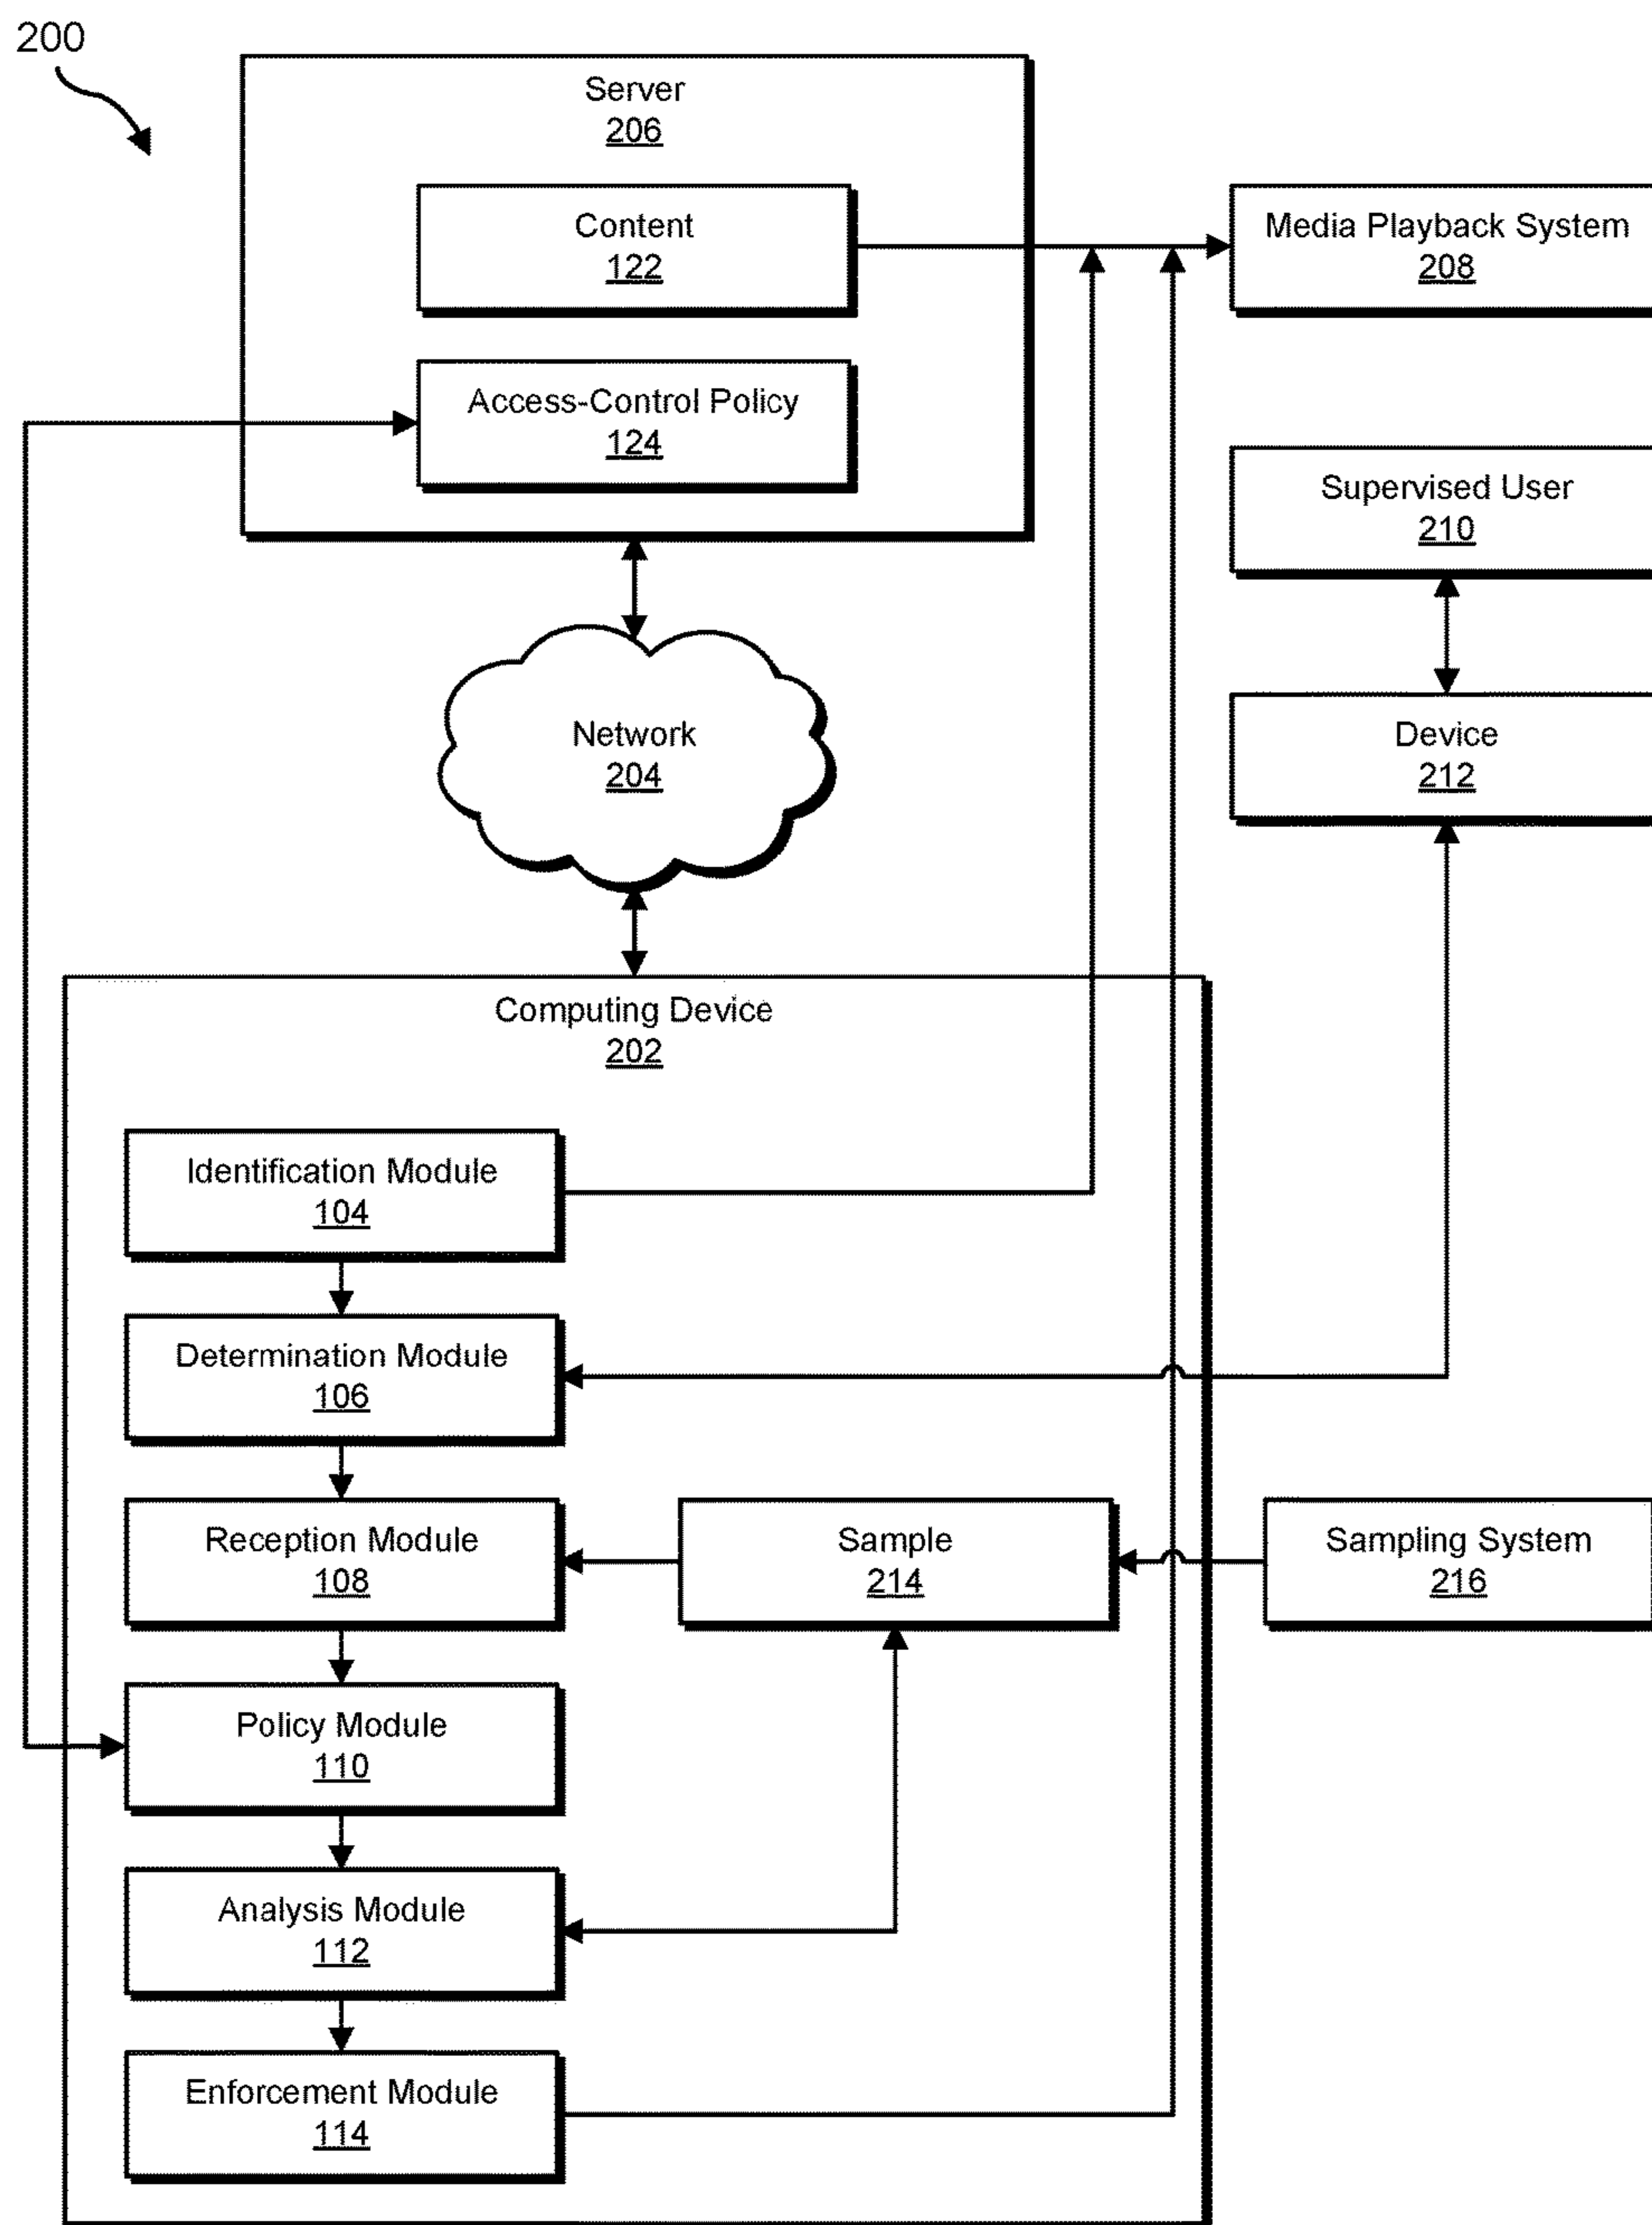 200
Server
206
Content
122
Media Playback System
208
Access-Control Policy
124
Supervised User
210
Network
204
Device
212
Computing Device
202
Identification Module
104
Determination Module
106
Reception Module
108
Sample
214
Sampling System
216
Policy Module
110
Analysis Module
112
Enforcement Module
114